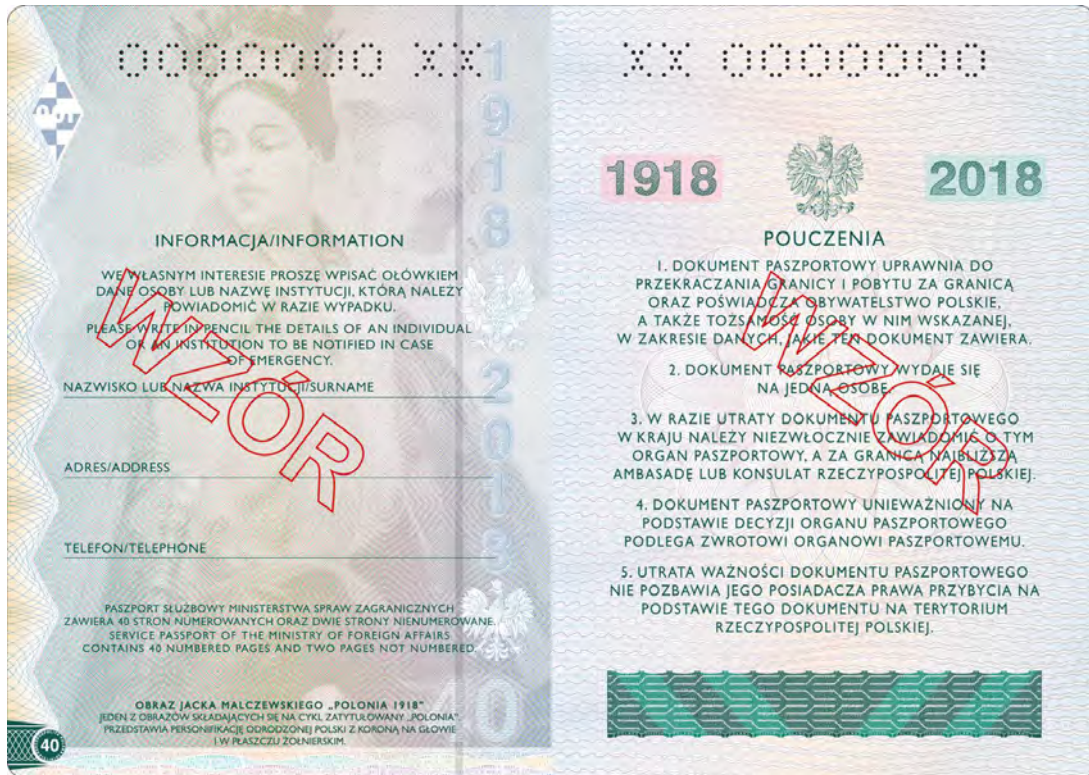 0000000 XX
1918
2018
40
INFORMACJA/INFORMATION
WE WŁASNYM INTERESIE PROSZĘ WPISAĆ OŁÓWKIEM
DANE OSOBY LUB NAZWĘ INSTYTUCJI, KTÓRĄ NALEŻY
POWIADOMIĆ W RAZIE WYPADKU.
PLEASE WRITE IN PENCIL THE DETAILS OF AN INDIVIDUAL
OR AN INSTITUTION TO BE NOTIFIED IN CASE
OF EMERGENCY.
NAZWISKO LUB NAZWA INSTYTUCJI/SURNAME
ADRES/ADDRESS
TELEFON/TELEPHONE
WZÓR
PASZPORT SŁUŻBOWY MINISTERSTWA SPRAW ZAGRANICZNYCH
ZAWIERA 40 STRON NUMEROWANYCH ORAZ DWIE STRONY NIENUMEROWANE.
SERVICE PASSPORT OF THE MINISTRY OF FOREIGN AFFAIRS
CONTAINS 40 NUMBERED PAGES AND TWO PAGES NOT NUMBERED.
OBRAZ JACKA MALCZEWSKIEGO „POLONIA 1918"
JEDEN Z OBRAZÓW SKŁADAJĄCYCH SIĘ NA CYKL ZATYTUŁOWANY „POLONIA".
PRZEDSTAWIA PERSONIFIKACJĘ ODRODZONEJ POLSKI Z KORONĄ NA GŁOWIE
I W PŁASZCZU ŻOŁNIERSKIM.
40
XX 0000000
1918 2018
POUCZENIA
1. DOKUMENT PASZPORTOWY UPRAWNIA DO
PRZEKRACZANIA GRANICY I POBYTU ZA GRANICĄ
ORAZ POŚWIADCZA OBYWATELSTWO POLSKIE,
A TAKŻE TOŻSAMOŚĆ OSOBY W NIM WSKAZANEJ,
W ZAKRESIE DANYCH, JAKIE TEN DOKUMENT ZAWIERA.
2. DOKUMENT PASZPORTOWY WYDAJE SIĘ
NA JEDNĄ OSOBĘ.
3. W RAZIE UTRATY DOKUMENTU PASZPORTOWEGO
W KRAJU NALEŻY NIEZWŁOCZNIE ZAWIADOMIĆ O TYM
ORGAN PASZPORTOWY, A ZA GRANICĄ NAJBLIŻSZĄ
AMBASADĘ LUB KONSULAT RZECZYPOSPOLITEJ POLSKIEJ.
4. DOKUMENT PASZPORTOWY UNIEWAŻNIONY NA
PODSTAWIE DECYZJI ORGANU PASZPORTOWEGO
PODLEGA ZWROTOWI ORGANOWI PASZPORTOWEMU.
5. UTRATA WAŻNOŚCI DOKUMENTU PASZPORTOWEGO
NIE POZBAWIA JEGO POSIADACZA PRAWA PRZYBYCIA NA
PODSTAWIE TEGO DOKUMENTU NA TERYTORIUM
RZECZYPOSPOLITEJ POLSKIEJ.
WZÓR